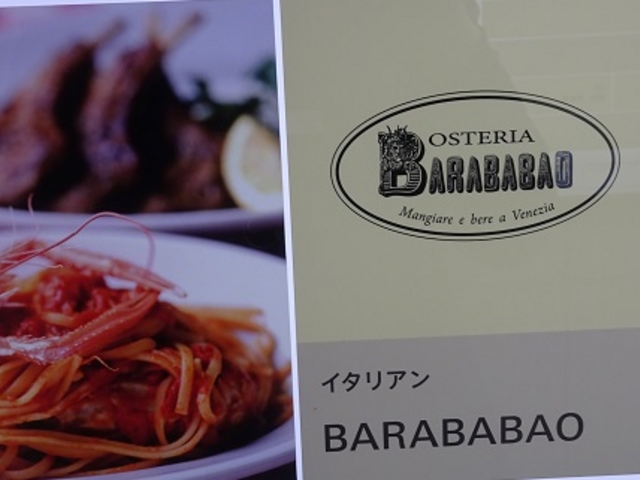 OSTERIA
BARABABAO
Mangiare e bere a Venezia
イタリアン
BARABABAO